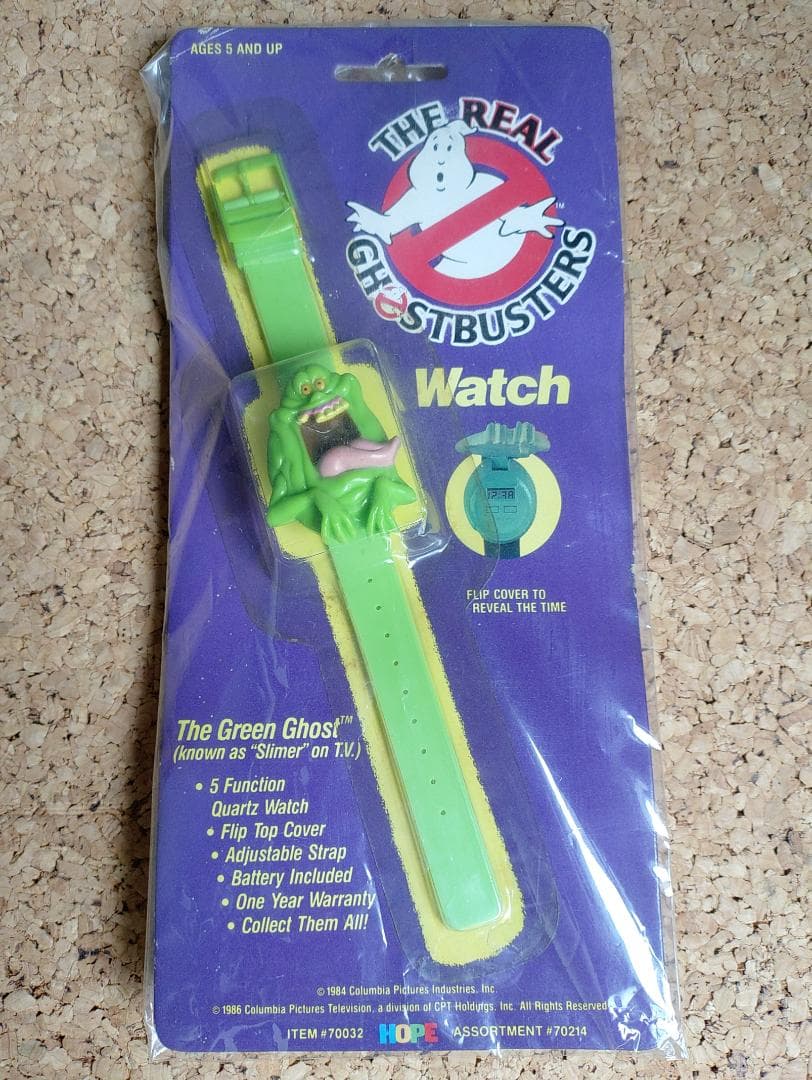 AGES 5 AND UP
THE REAL
GHOSTBUSTERS
TM
Watch
12:38
FLIP COVER TO
REVEAL THE TIME
The Green Ghost™
(known as "Slimer" on T.V.)
• 5 Function
Quartz Watch
• Flip Top Cover
• Adjustable Strap
• Battery Included
• One Year Warranty
• Collect Them All!
© 1984 Columbia Pictures Industries, Inc.
© 1986 Columbia Pictures Television, a division of CPT Holdings, Inc. All Rights Reserved
ITEM #70032 HOPE ASSORTMENT #70214